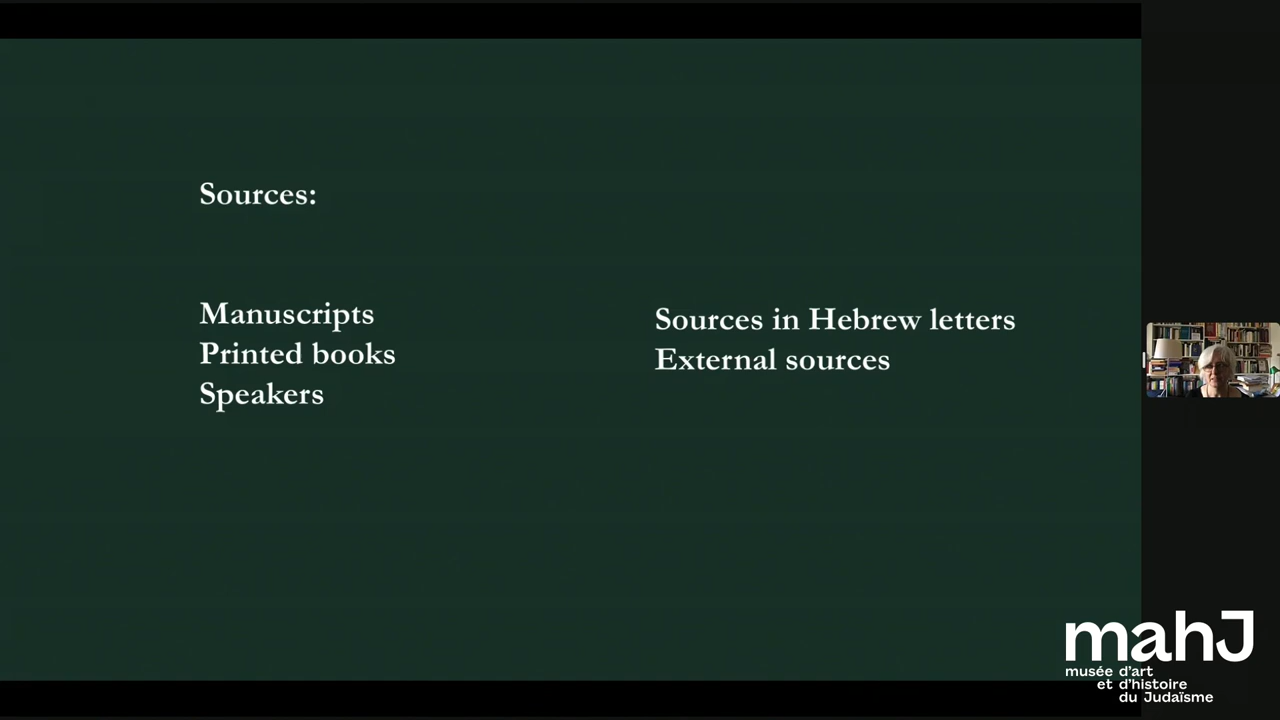 Sources:
Manuscripts
Printed books
Speakers
Sources in Hebrew letters
External sources
mahJ
musée d'art
et d'histoire
du Judaïsme